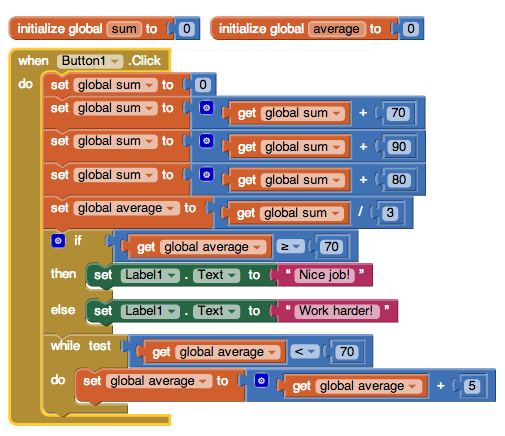 initialize global sum to 0 initialize global average to 0
when Button1 .Click
do set global sum to 0
set global sum to get global sum + 70
set global sum to get global sum + 90
set global sum to get global sum + 80
set global average to get global sum / 3
if get global average ≥ 70
then set Label1 . Text to " Nice job! "
else set Label1 . Text to " Work harder! "
while test get global average < 70
do set global average to get global average + 5